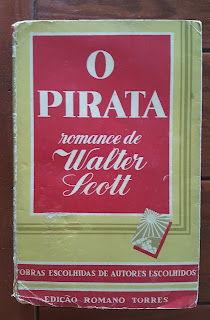 O
PIRATA
romance de
Walter
Scott
OBRAS ESCOLHIDAS DE AUTORES ESCOLHIDOS
EDIÇÃO ROMANO TORRES